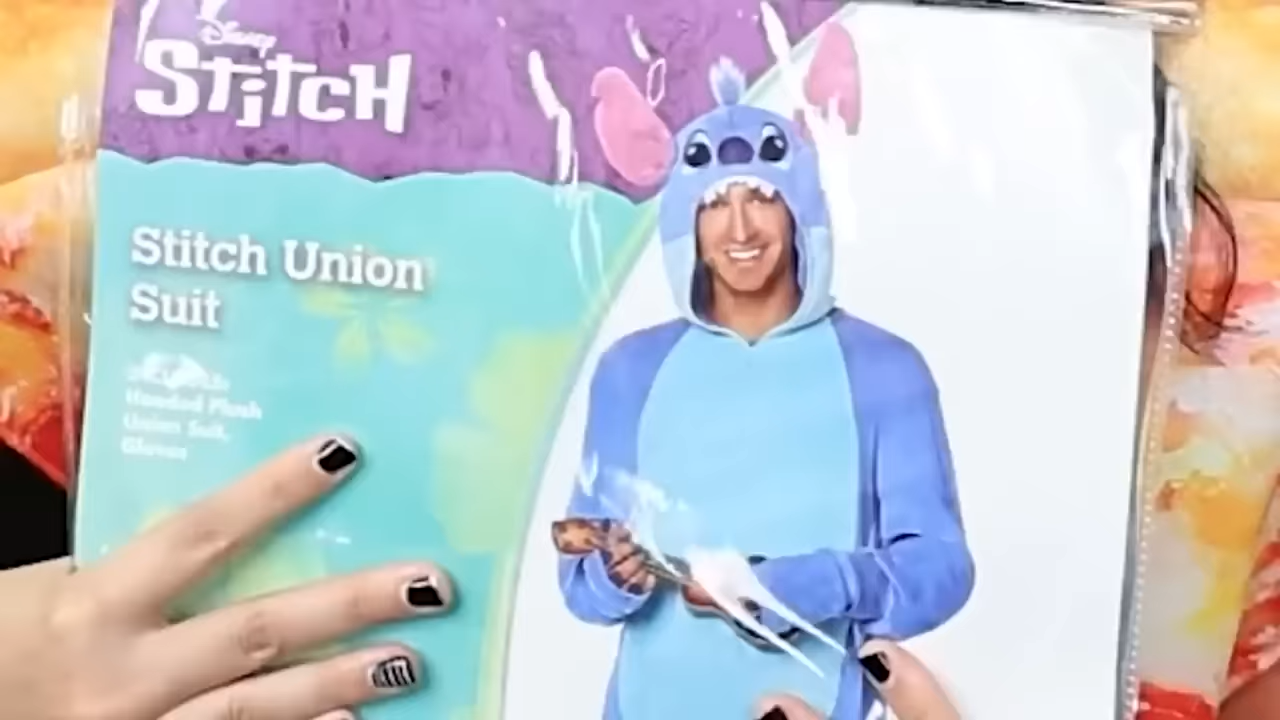 Disney
Stitch
Stitch Union
Suit
Hooded Plush
Union Suit,
Gloves